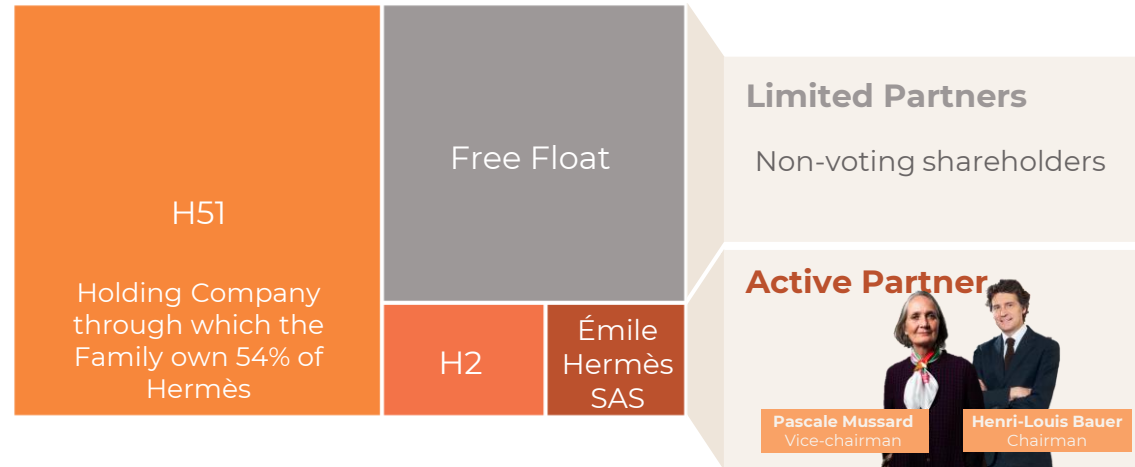 H51
Holding Company
through which the
Family own 54% of
Hermès
Free Float
H2
Émile
Hermès
SAS
Limited Partners
Non-voting shareholders
Active Partner
Pascale Mussard
Vice-chairman
Henri-Louis Bauer
Chairman